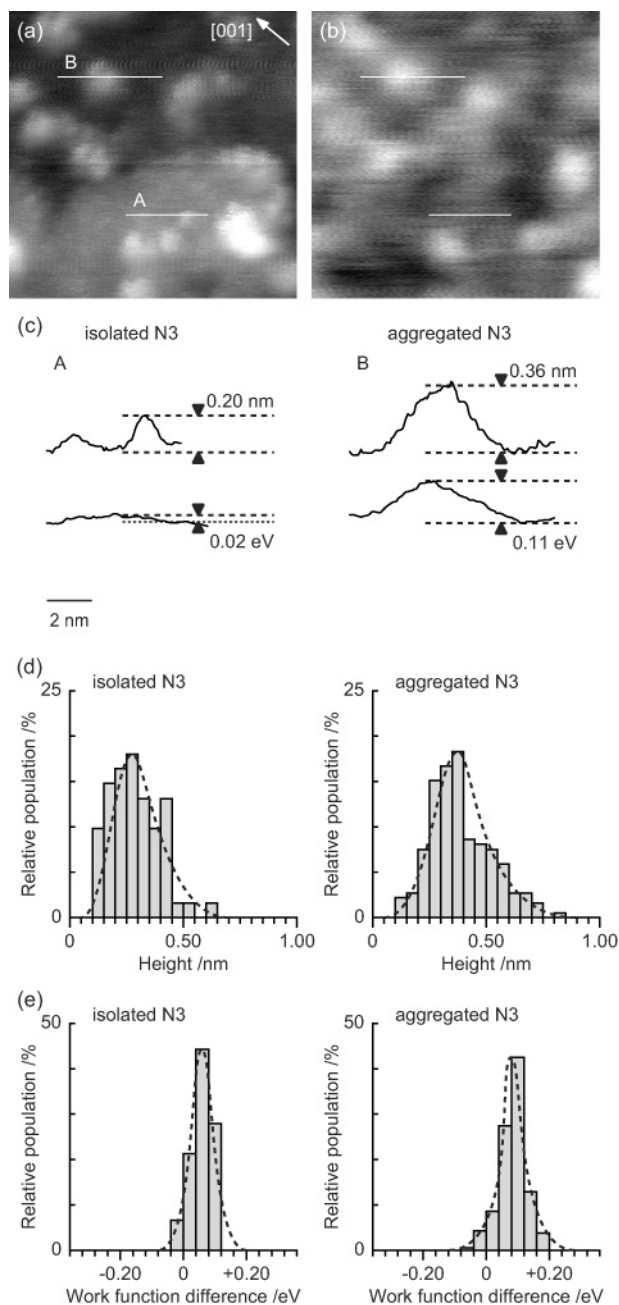 (a)
[001]
B
A
(b)
(c)
isolated N3
aggregated N3
A
0.20 nm
0.02 eV
B
0.36 nm
0.11 eV
2 nm
(d)
isolated N3
25
Relative population /%
0
0
0.50
1.00
Height /nm
aggregated N3
25
Relative population /%
0
0
0.50
1.00
Height /nm
(e)
isolated N3
50
Relative population /%
0
-0.20
0
+0.20
Work function difference /eV
aggregated N3
50
Relative population /%
0
-0.20
0
+0.20
Work function difference /eV